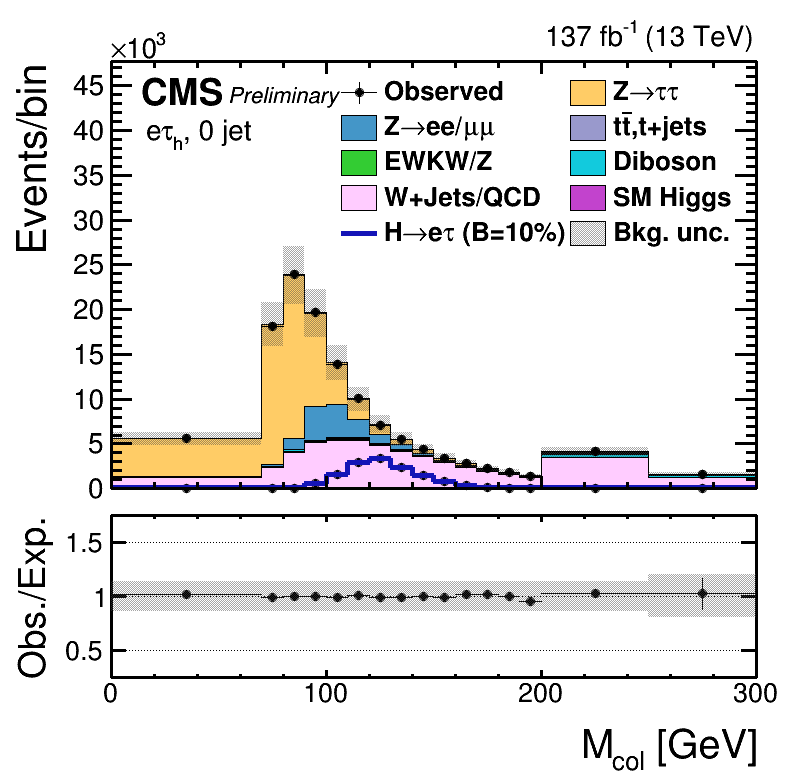 ×10³ 137 fb⁻¹ (13 TeV)
CMS Preliminary
eτₕ, 0 jet
Observed
Z→ττ
Z→ee/μμ
tt̄,t+jets
EWKW/Z
Diboson
W+Jets/QCD
SM Higgs
H→eτ (B=10%)
Bkg. unc.
Events/bin
45
40
35
30
25
20
15
10
5
0
Obs./Exp.
1.5
1
0.5
0 100 200 300
M_col [GeV]